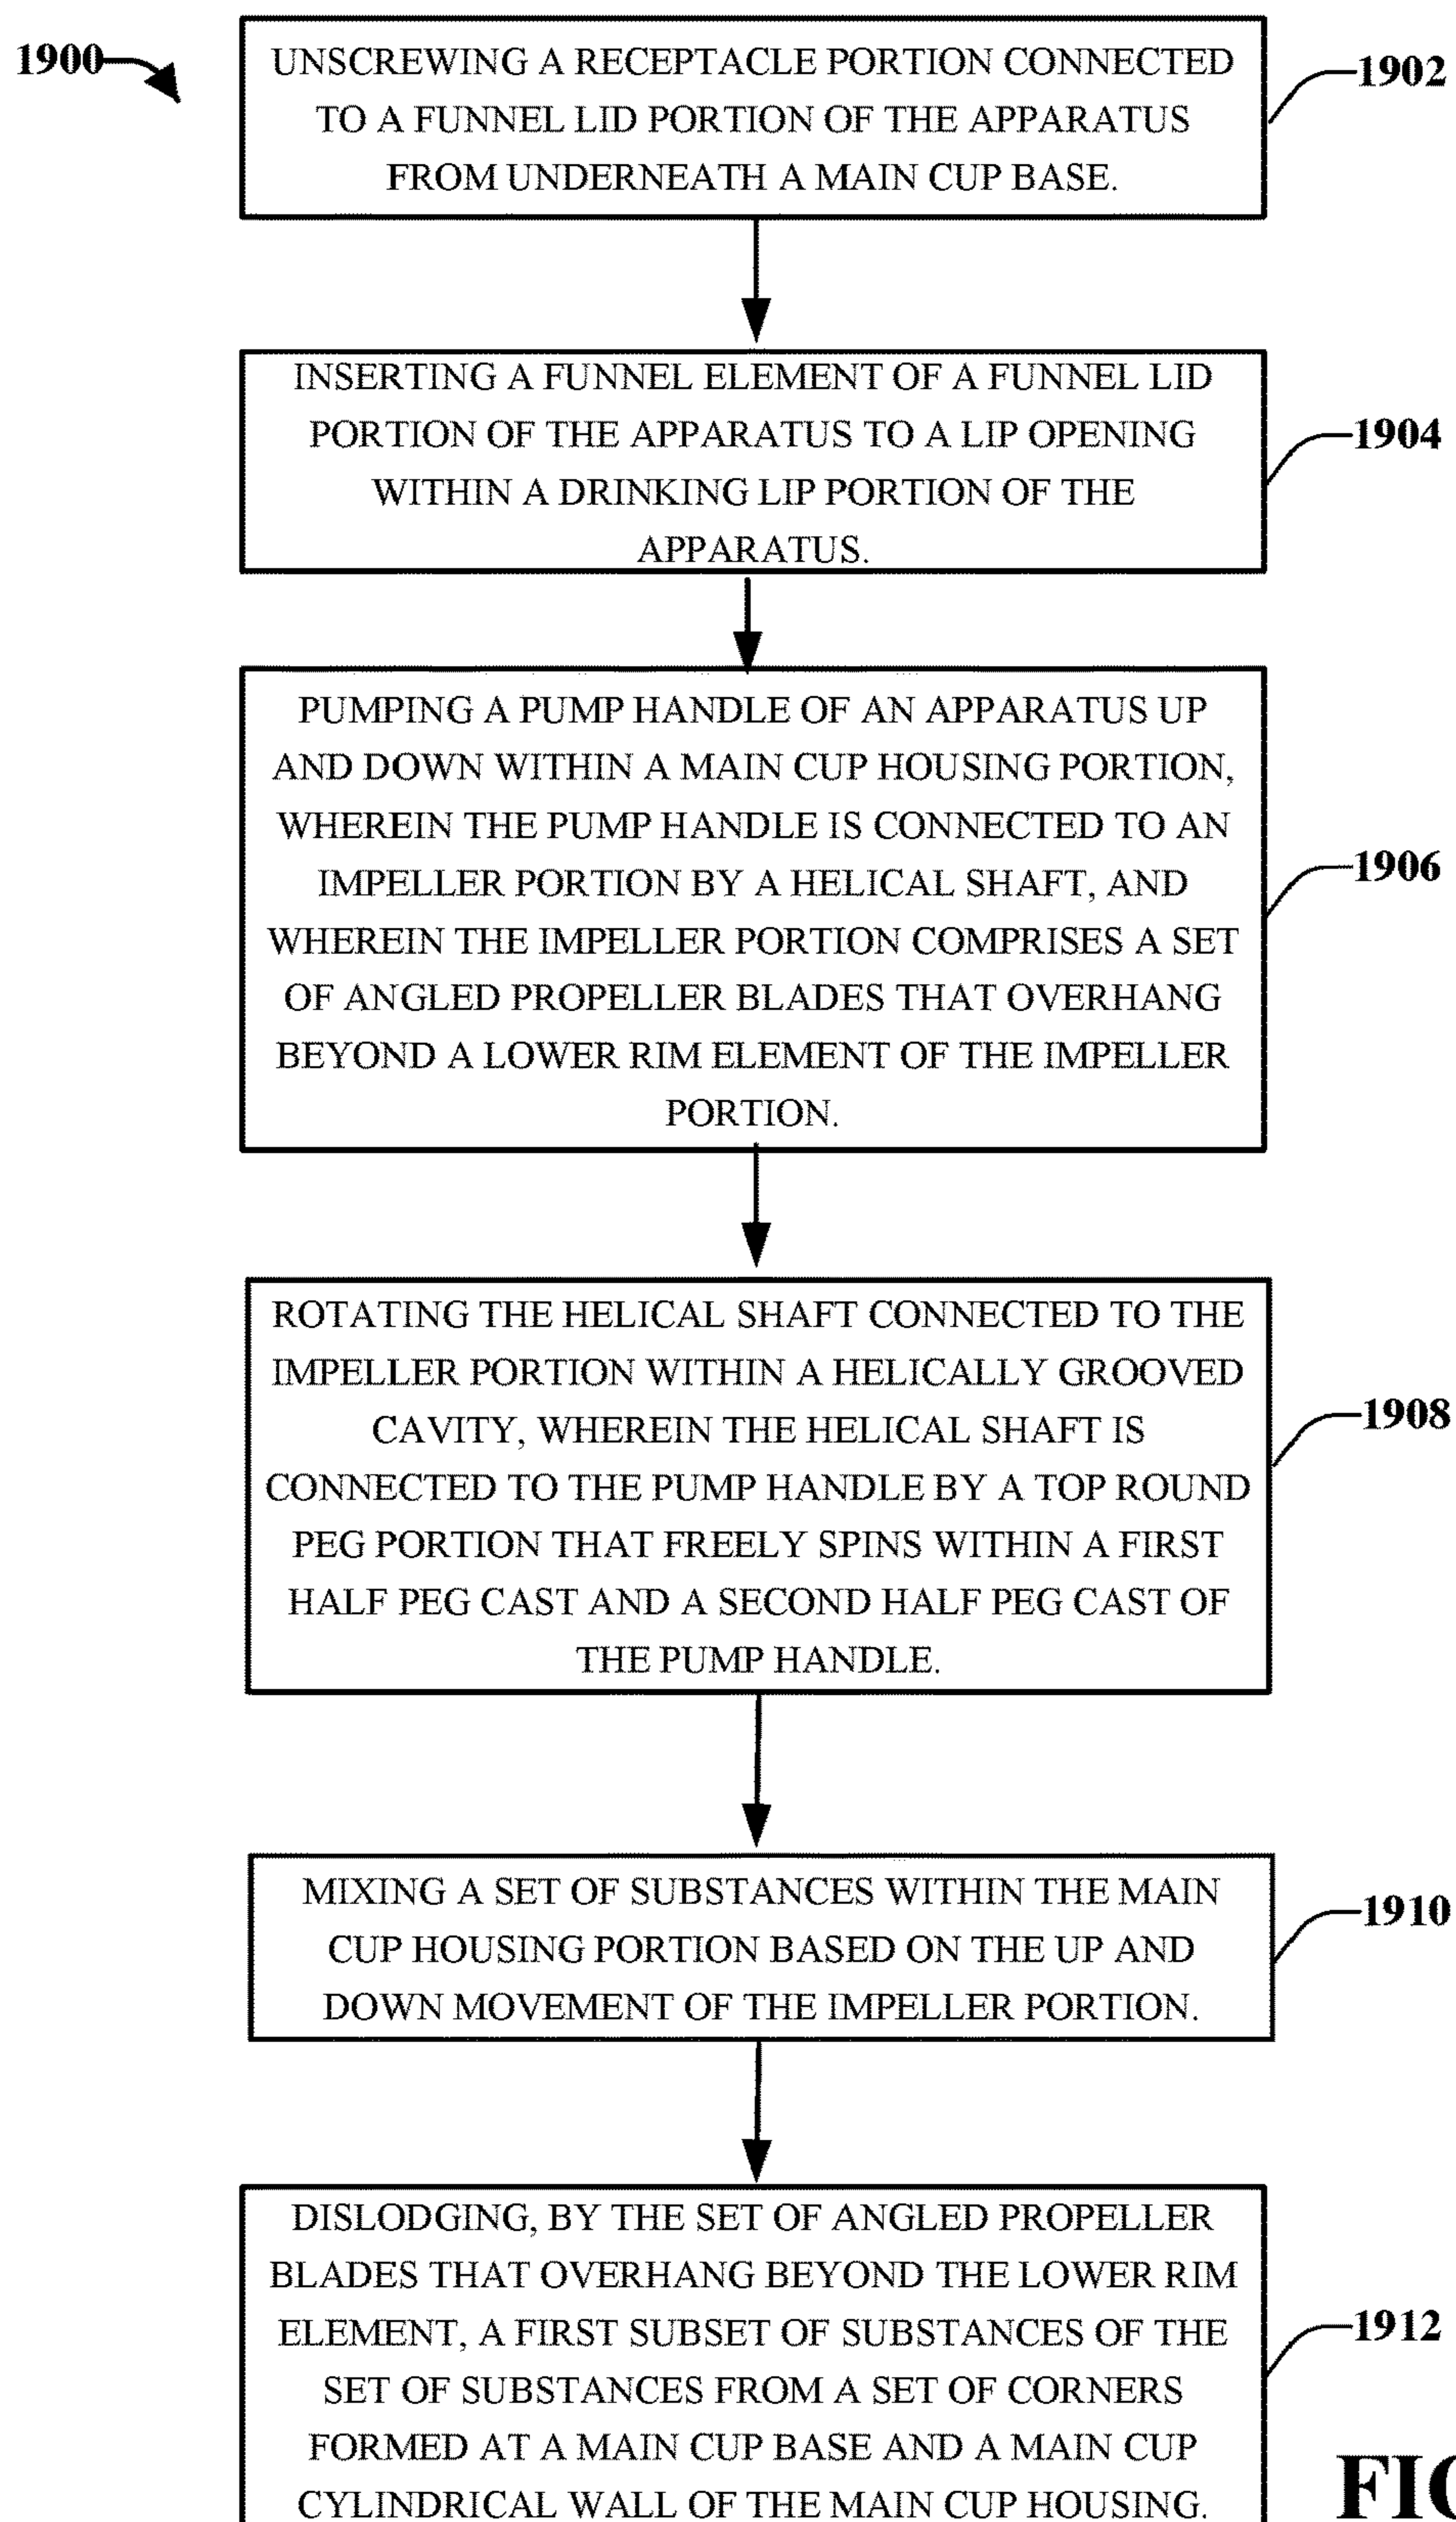 1900
UNSCREWING A RECEPTACLE PORTION CONNECTED
TO A FUNNEL LID PORTION OF THE APPARATUS
FROM UNDERNEATH A MAIN CUP BASE.
1902
INSERTING A FUNNEL ELEMENT OF A FUNNEL LID
PORTION OF THE APPARATUS TO A LIP OPENING
WITHIN A DRINKING LIP PORTION OF THE
APPARATUS.
1904
PUMPING A PUMP HANDLE OF AN APPARATUS UP
AND DOWN WITHIN A MAIN CUP HOUSING PORTION,
WHEREIN THE PUMP HANDLE IS CONNECTED TO AN
IMPELLER PORTION BY A HELICAL SHAFT, AND
WHEREIN THE IMPELLER PORTION COMPRISES A SET
OF ANGLED PROPELLER BLADES THAT OVERHANG
BEYOND A LOWER RIM ELEMENT OF THE IMPELLER
PORTION.
1906
ROTATING THE HELICAL SHAFT CONNECTED TO THE
IMPELLER PORTION WITHIN A HELICALLY GROOVED
CAVITY, WHEREIN THE HELICAL SHAFT IS
CONNECTED TO THE PUMP HANDLE BY A TOP ROUND
PEG PORTION THAT FREELY SPINS WITHIN A FIRST
HALF PEG CAST AND A SECOND HALF PEG CAST OF
THE PUMP HANDLE.
1908
MIXING A SET OF SUBSTANCES WITHIN THE MAIN
CUP HOUSING PORTION BASED ON THE UP AND
DOWN MOVEMENT OF THE IMPELLER PORTION.
1910
DISLODGING, BY THE SET OF ANGLED PROPELLER
BLADES THAT OVERHANG BEYOND THE LOWER RIM
ELEMENT, A FIRST SUBSET OF SUBSTANCES OF THE
SET OF SUBSTANCES FROM A SET OF CORNERS
FORMED AT A MAIN CUP BASE AND A MAIN CUP
CYLINDRICAL WALL OF THE MAIN CUP HOUSING.
1912